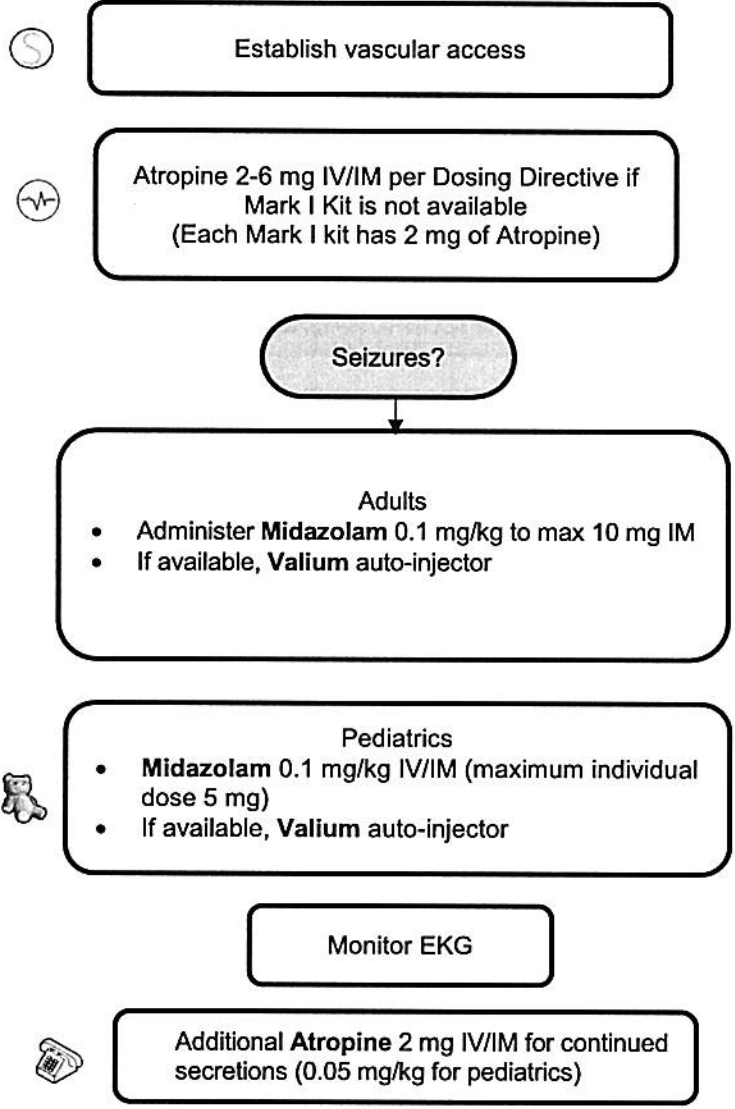 S
Establish vascular access
Atropine 2-6 mg IV/IM per Dosing Directive if
Mark I Kit is not available
(Each Mark I kit has 2 mg of Atropine)
Seizures?
Adults
• Administer Midazolam 0.1 mg/kg to max 10 mg IM
• If available, Valium auto-injector
Pediatrics
• Midazolam 0.1 mg/kg IV/IM (maximum individual
dose 5 mg)
• If available, Valium auto-injector
Monitor EKG
Additional Atropine 2 mg IV/IM for continued
secretions (0.05 mg/kg for pediatrics)